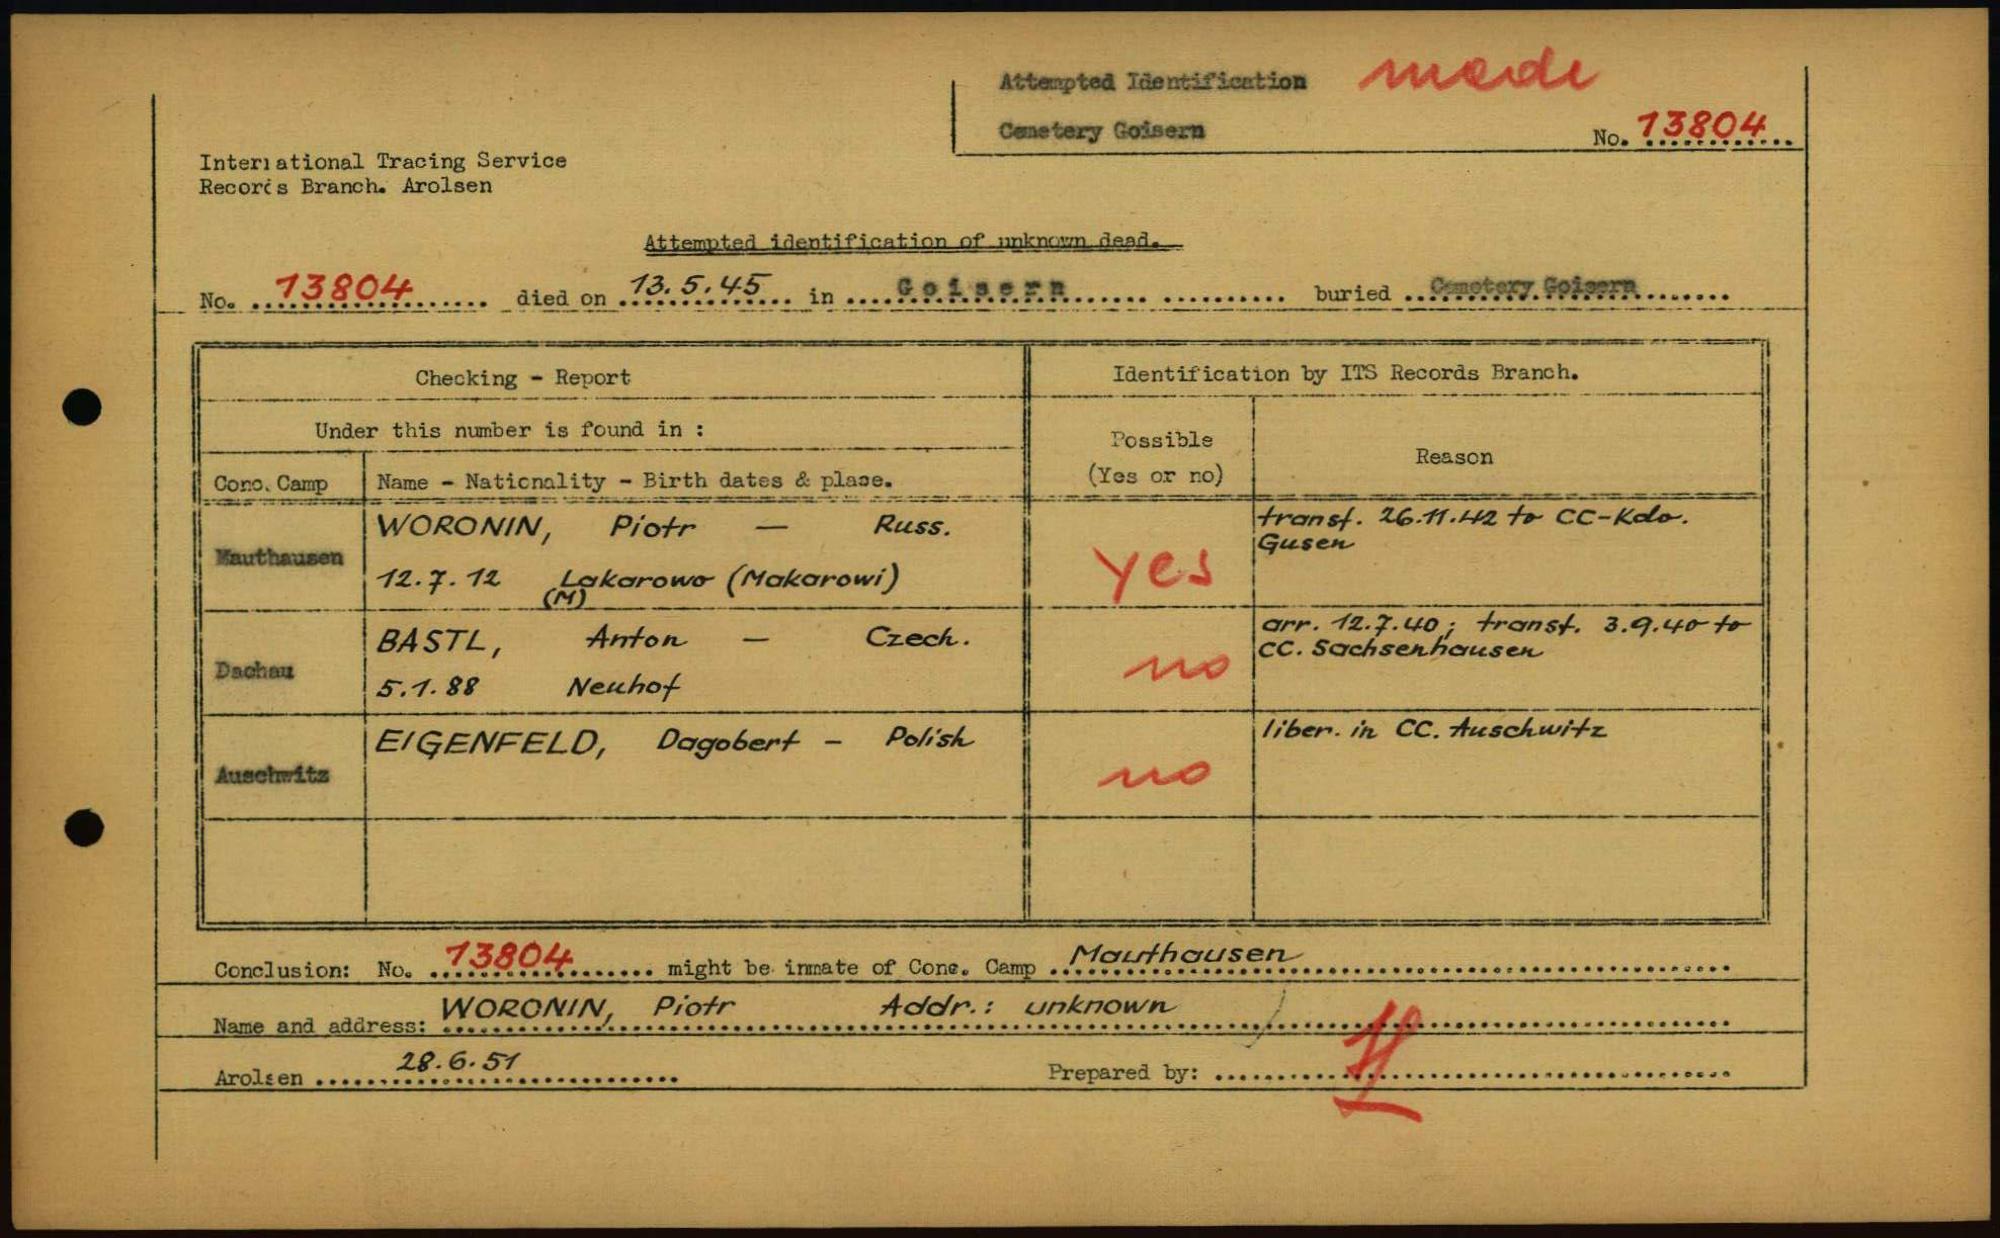 Attempted Identification made
Cemetery Goisern
No. 13804
International Tracing Service
Records Branch. Arolsen
Attempted identification of unknown dead.
No. 13804 died on 13.5.45 in Goisern buried Cemetery Goisern
Checking - Report
Identification by ITS Records Branch.
Under this number is found in :
Possible
(Yes or no)
Reason
Conc. Camp
Name - Nationality - Birth dates & place.
Mauthausen
WORONIN, Piotr — Russ.
12.7.12 Lakarowo (Makarowi)
(M)
yes
transf. 26.11.42 to CC-Kdo.
Gusen
Dachau
BASTL, Anton — Czech.
5.1.88 Neuhof
no
arr. 12.7.40; transf. 3.9.40 to
CC. Sachsenhausen
Auschwitz
EIGENFELD, Dagobert - Polish
no
liber. in CC. Auschwitz
Conclusion: No. 13804 might be inmate of Conc. Camp Mauthausen
Name and address: WORONIN, Piotr Addr.: unknown
Arolsen 28.6.51
Prepared by: